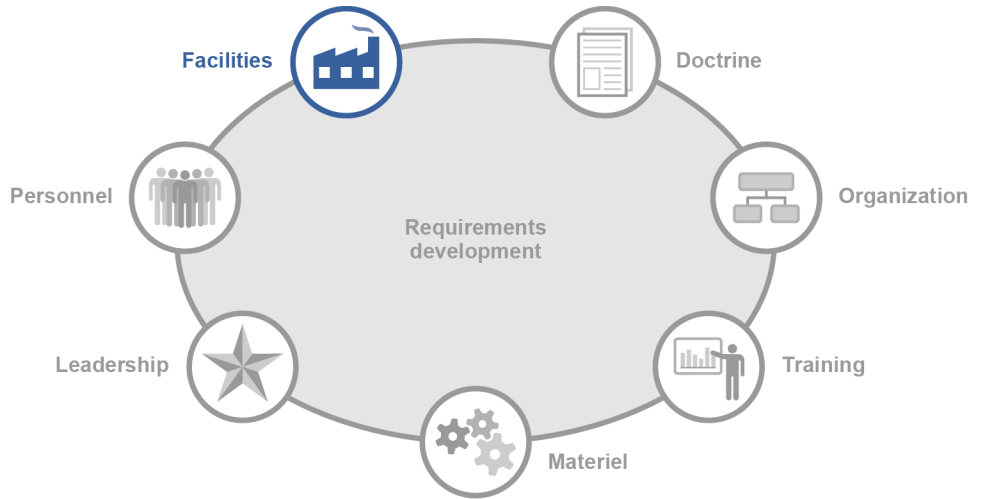 Facilities
Doctrine
Personnel
Organization
Requirements
development
Leadership
Training
Materiel